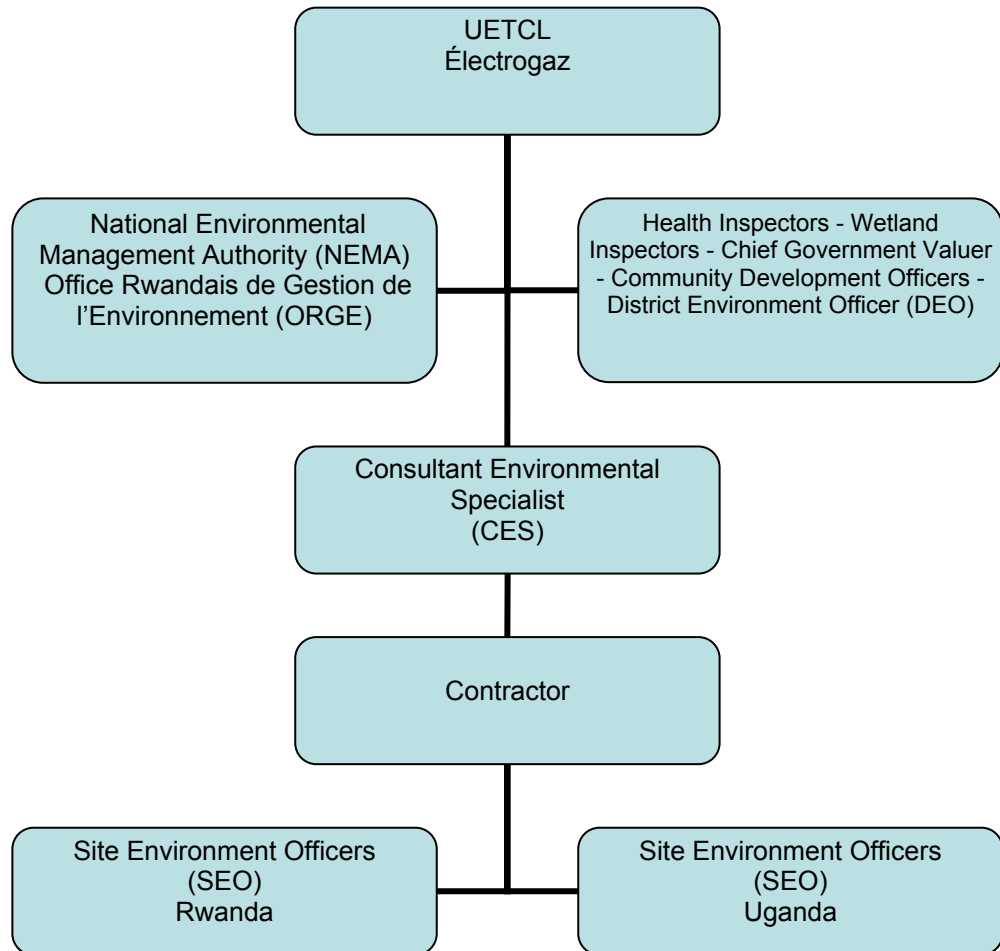 UETCL
Électrogaz
National Environmental
Management Authority (NEMA)
Office Rwandais de Gestion de
l’Environnement (ORGE)
Health Inspectors - Wetland
Inspectors - Chief Government Valuer
- Community Development Officers -
District Environment Officer (DEO)
Consultant Environmental
Specialist
(CES)
Contractor
Site Environment Officers
(SEO)
Rwanda
Site Environment Officers
(SEO)
Uganda